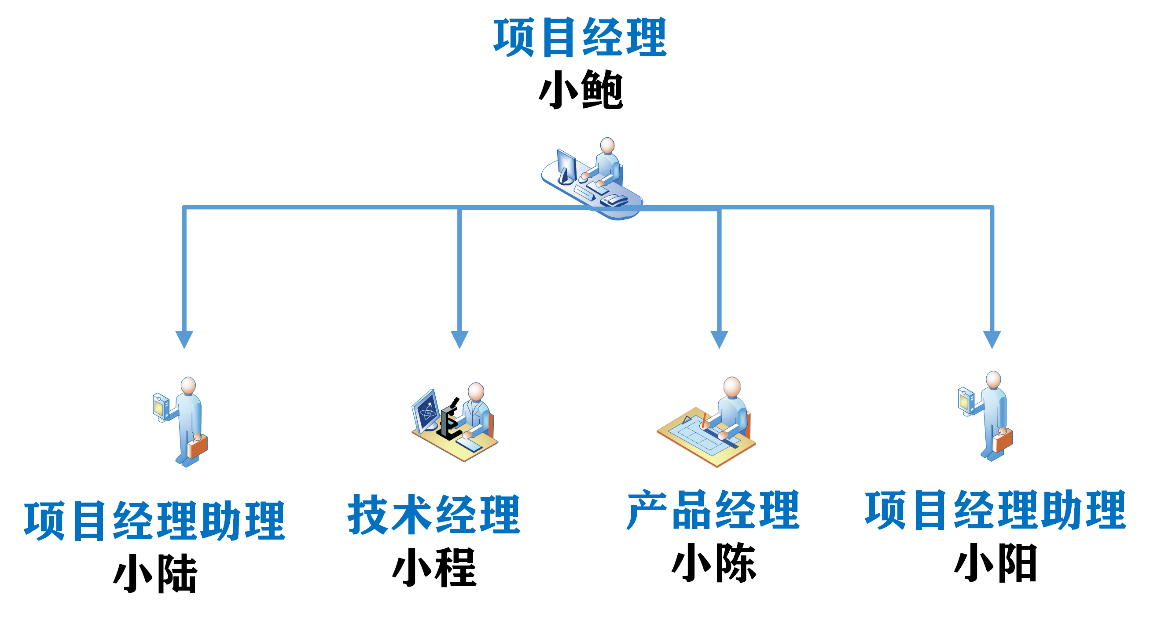 项目经理
小鲍
项目经理助理
小陆
技术经理
小程
产品经理
小陈
项目经理助理
小阳